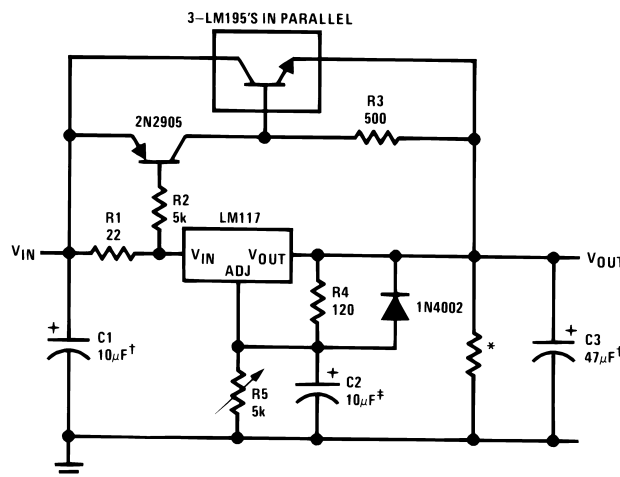 3–LM195'S IN PARALLEL
2N2905
R3
500
R2
5k
LM117
R1
22
VIN
VIN
VOUT
ADJ
VOUT
R4
120
1N4002
+
C1
10μF†
R5
5k
+
C2
10μF‡
*
+
C3
47μF†